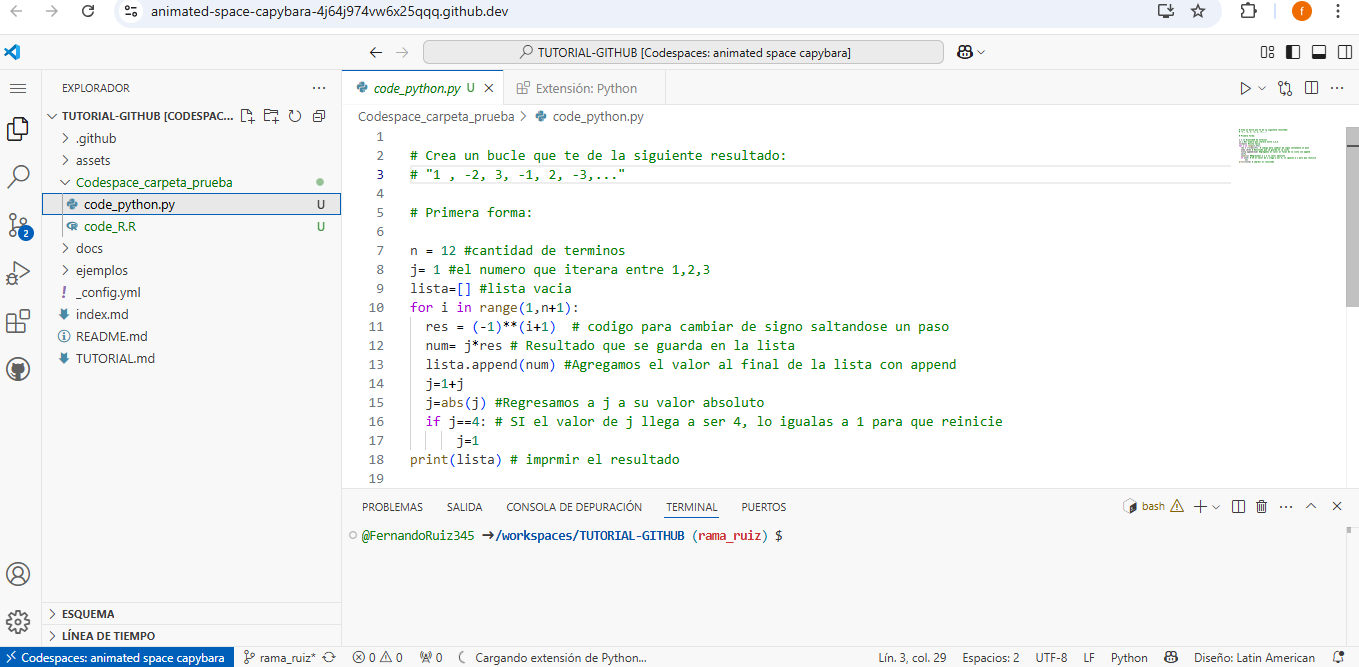 animated-space-capybara-4j64j974vw6x25qqq.github.dev
f
TUTORIAL-GITHUB [Codespaces: animated space capybara]
EXPLORADOR
TUTORIAL-GITHUB [CODESPAC...
.github
assets
Codespace_carpeta_prueba
code_python.py U
code_R.R U
docs
ejemplos
! _config.yml
index.md
README.md
TUTORIAL.md
2
ESQUEMA
LÍNEA DE TIEMPO
code_python.py U
Extensión: Python
Codespace_carpeta_prueba > code_python.py
1
2 # Crea un bucle que te de la siguiente resultado:
3 # "1 , -2, 3, -1, 2, -3,..."
4
5 # Primera forma:
6
7 n = 12 #cantidad de terminos
8 j= 1 #el numero que iterara entre 1,2,3
9 lista=[] #lista vacia
10 for i in range(1,n+1):
11 res = (-1)**(i+1)  # codigo para cambiar de signo saltandose un paso
12 num= j*res # Resultado que se guarda en la lista
13 lista.append(num) #Agregamos el valor al final de la lista con append
14 j=1+j
15 j=abs(j) #Regresamos a j a su valor absoluto
16 if j==4: # SI el valor de j llega a ser 4, lo igualas a 1 para que reinicie
17 j=1
18 print(lista) # imprmir el resultado
19
PROBLEMAS SALIDA CONSOLA DE DEPURACIÓN TERMINAL PUERTOS
bash
@FernandoRuiz345 →/workspaces/TUTORIAL-GITHUB (rama_ruiz) $
Codespaces: animated space capybara rama_ruiz* 0 0 0 Cargando extensión de Python... Lín. 3, col. 29 Espacios: 2 UTF-8 LF Python Diseño: Latin American